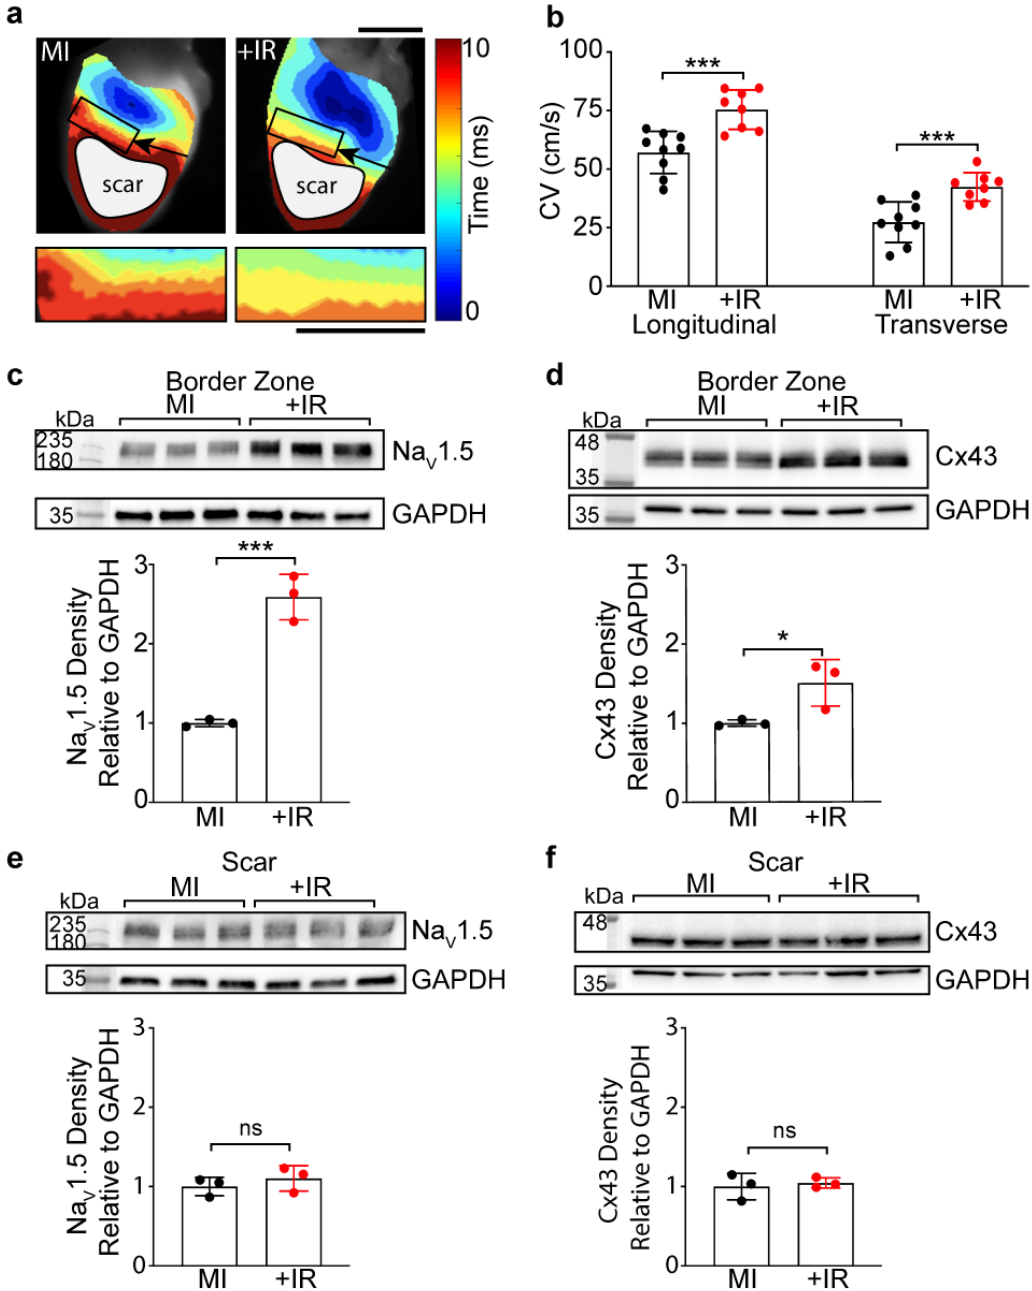 a
MI
+IR
scar
scar
10
Time (ms)
0
b
CV (cm/s)
100
75
50
25
0
***
***
MI
+IR
MI
+IR
Longitudinal
Transverse
c
Border Zone
MI
+IR
kDa
235
180
NaV1.5
35
GAPDH
***
NaV1.5 Density
Relative to GAPDH
3
2
1
0
MI
+IR
d
Border Zone
MI
+IR
kDa
48
35
Cx43
35
GAPDH
*
Cx43 Density
Relative to GAPDH
3
2
1
0
MI
+IR
e
Scar
MI
+IR
kDa
235
180
NaV1.5
35
GAPDH
ns
NaV1.5 Density
Relative to GAPDH
3
2
1
0
MI
+IR
f
Scar
MI
+IR
kDa
48
Cx43
35
GAPDH
ns
Cx43 Density
Relative to GAPDH
3
2
1
0
MI
+IR